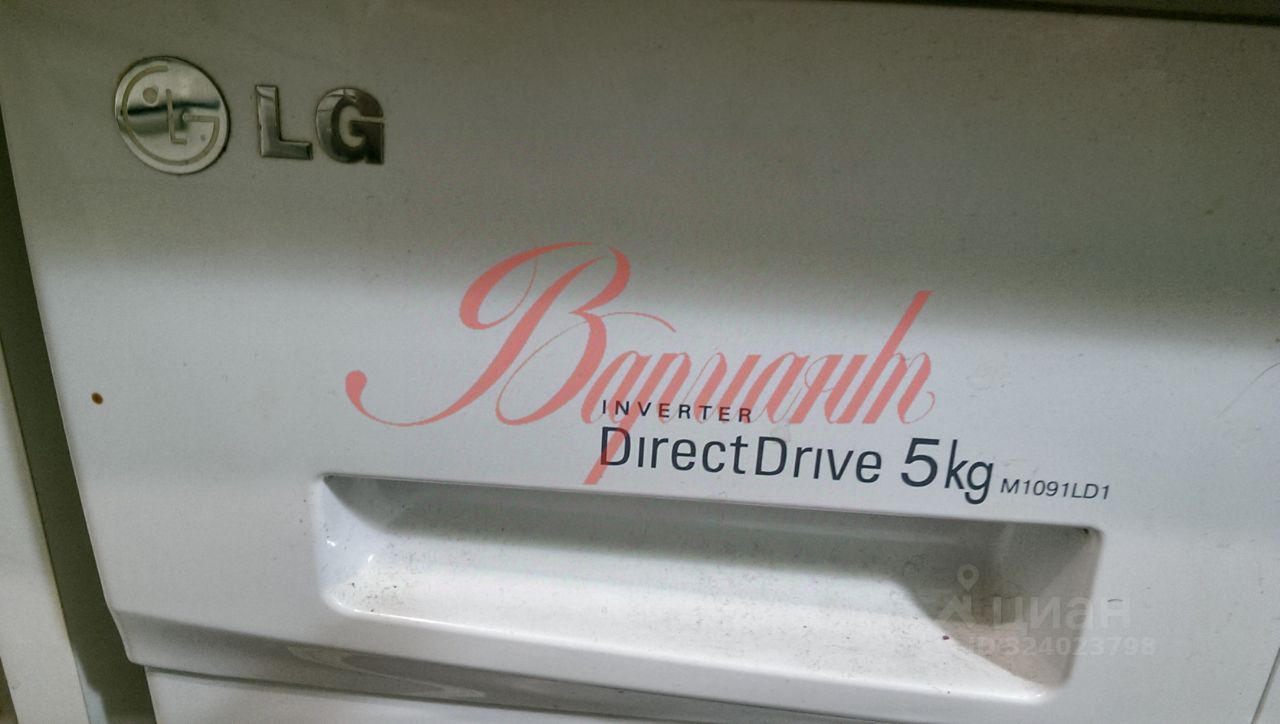 LG
Вариант
INVERTER
DirectDrive 5kg M1091LD1
циан
ID 324023798